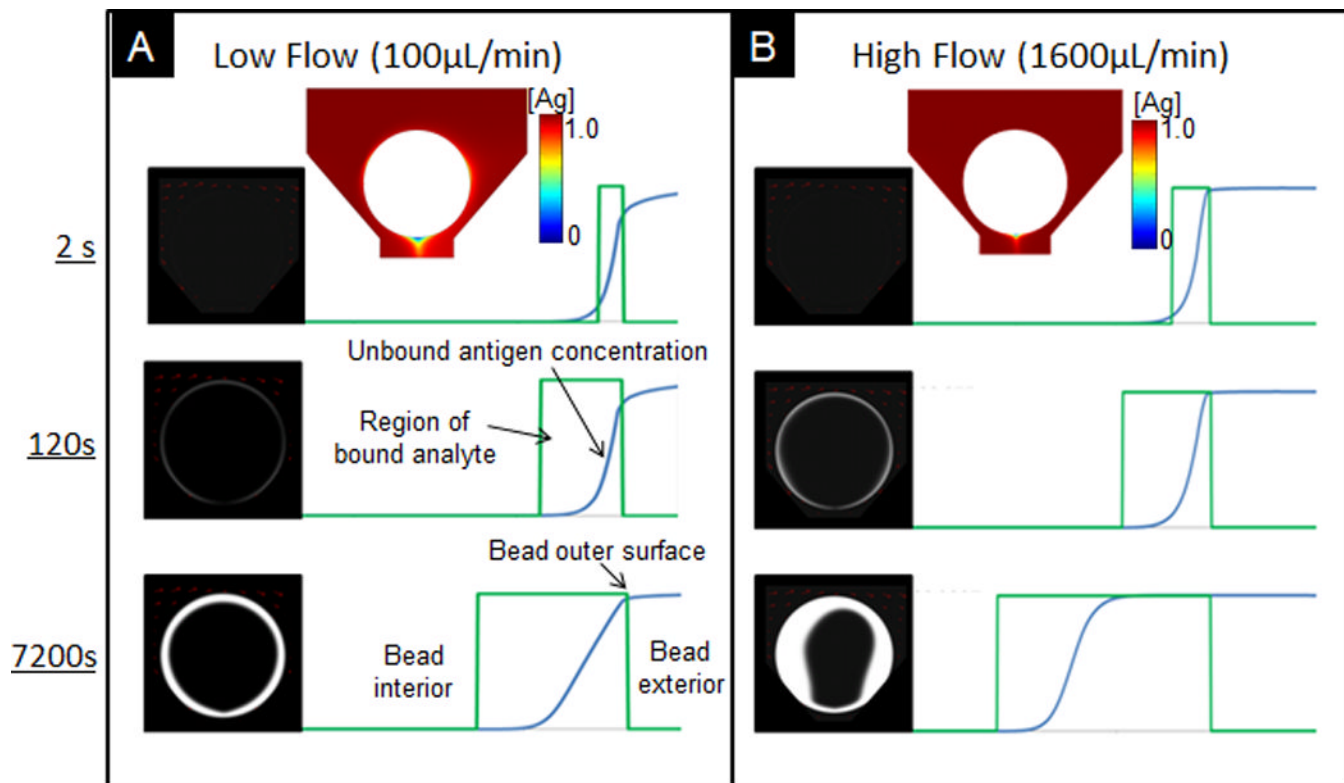 A
Low Flow (100µL/min)
[Ag]
1.0
0
B
High Flow (1600µL/min)
[Ag]
1.0
0
2 s
Unbound antigen concentration
Region of
bound analyte
120s
Bead outer surface
7200s
Bead
interior
Bead
exterior